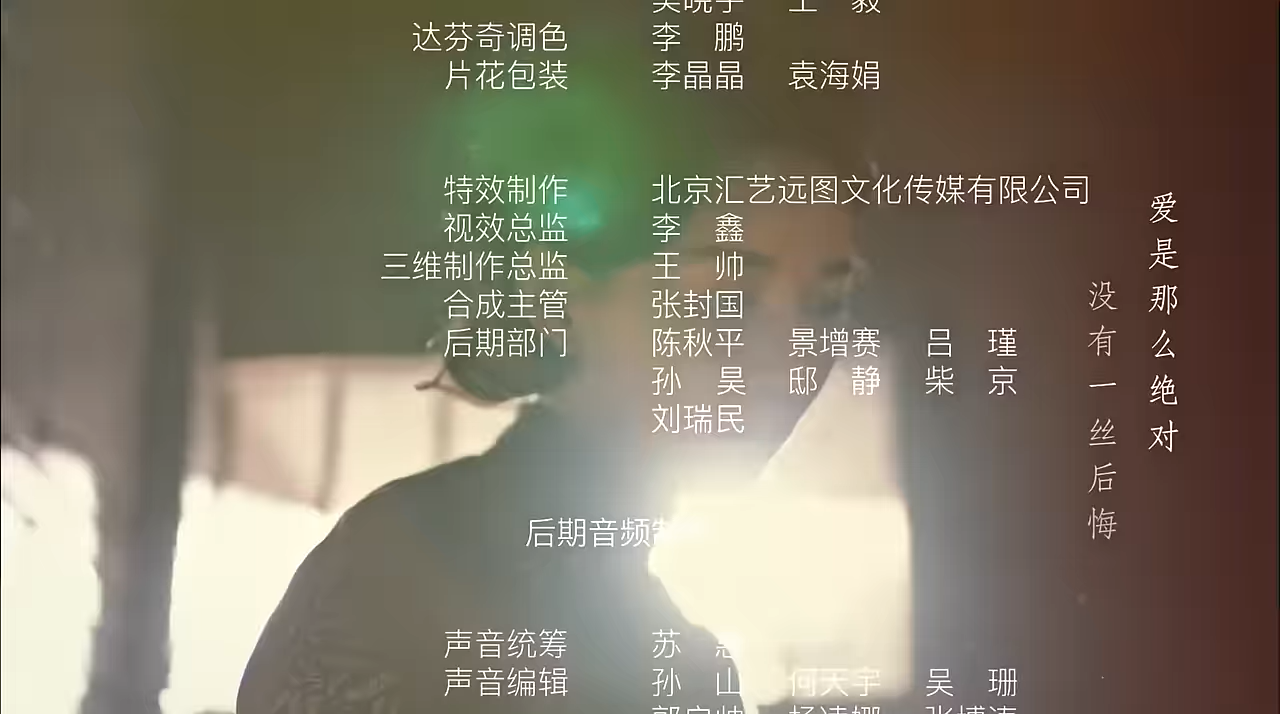 达芬奇调色 李 鹏
片花包装 李晶晶 袁海娟
特效制作 北京汇艺远图文化传媒有限公司
视效总监 李 鑫
三维制作总监 王 帅
合成主管 张封国
后期部门 陈秋平 景增赛 吕 瑾
孙 昊 邸 静 柴 京
刘瑞民
后期音频制
声音统筹 苏
声音编辑 孙 山 何天宇 吴 珊
爱是那么绝对
没有一丝后悔